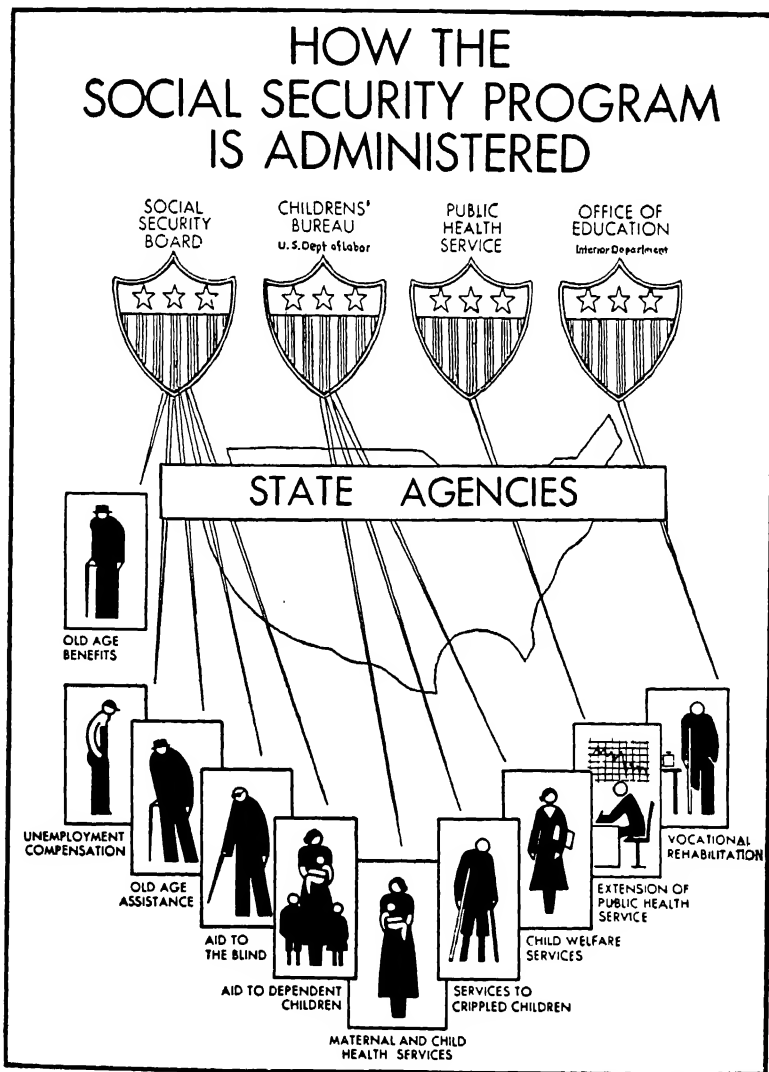 HOW THE
SOCIAL SECURITY PROGRAM
IS ADMINISTERED
SOCIAL
SECURITY
BOARD
CHILDRENS'
BUREAU
U.S. Dept of Labor
PUBLIC
HEALTH
SERVICE
OFFICE OF
EDUCATION
Interior Department
STATE AGENCIES
OLD AGE
BENEFITS
UNEMPLOYMENT
COMPENSATION
OLD AGE
ASSISTANCE
AID TO
THE BLIND
AID TO DEPENDENT
CHILDREN
MATERNAL AND CHILD
HEALTH SERVICES
SERVICES TO
CRIPPLED CHILDREN
CHILD WELFARE
SERVICES
EXTENSION OF
PUBLIC HEALTH
SERVICE
VOCATIONAL
REHABILITATION